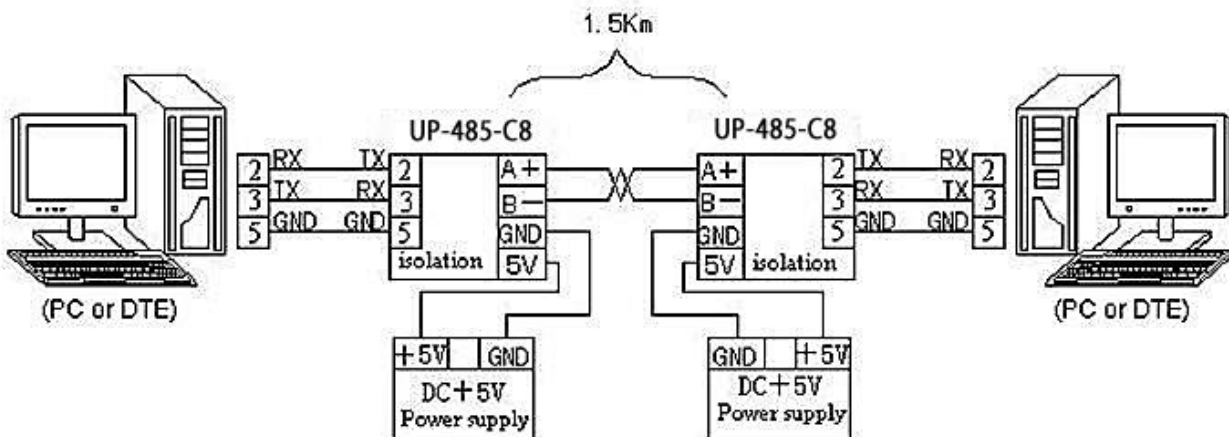 1.5Km
UP-485-C8 UP-485-C8
2 RX TX 2 A+ A+ 2 TX RX 2
3 TX RX 3 B- B- 3 RX TX 3
5 GND GND 5 GND GND 5 GND GND 5
isolation 5V 5V isolation
(PC or DTE) (PC or DTE)
+5V GND GND +5V
DC+5V DC+5V
Power supply Power supply